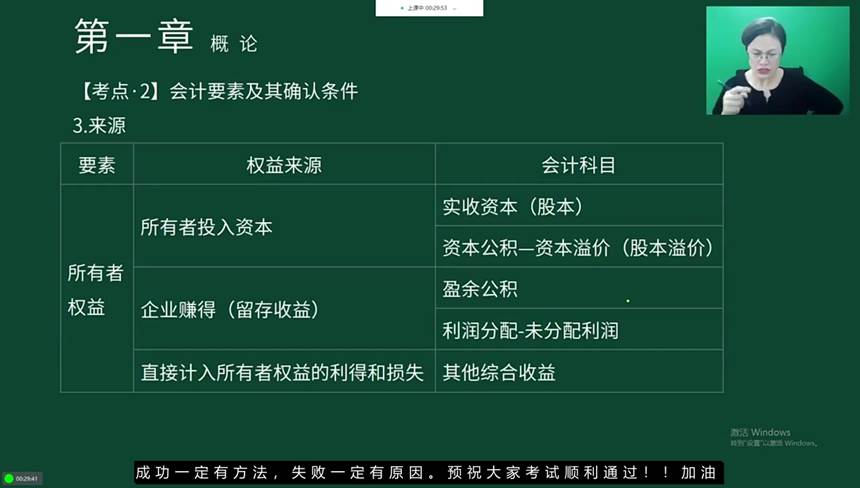 上课中 00:29:53
第一章 概 论
【考点·2】会计要素及其确认条件
3.来源
要素 权益来源 会计科目
所有者权益
所有者投入资本
实收资本（股本）
资本公积—资本溢价（股本溢价）
企业赚得（留存收益）
盈余公积
利润分配-未分配利润
直接计入所有者权益的利得和损失 其他综合收益
激活 Windows
转到"设置"以激活 Windows。
00:29:41
成功一定有方法，失败一定有原因。预祝大家考试顺利通过！！加油